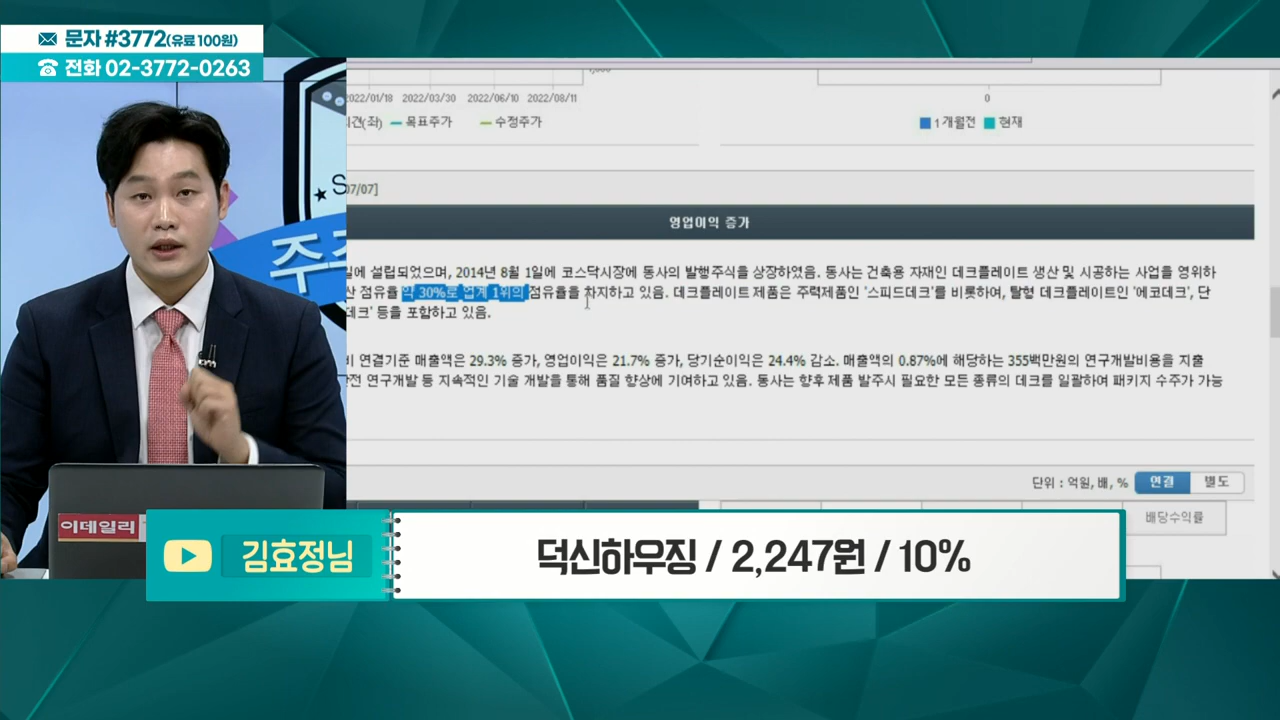 문자 #3772(유료 100원)
전화 02-3772-0263
2022/01/18 2022/03/30 2022/06/10 2022/08/11
목표주가 수정주가
0
1개월전 현재
07/07]
영업이익 증가
일에 설립되었으며, 2014년 8월 1일에 코스닥시장에 동사의 발행주식을 상장하였음. 동사는 건축용 자재인 데크플레이트 생산 및 시공하는 사업을 영위하
산 점유율 약 30%로 업계 1위의 점유율을 차지하고 있음. 데크플레이트 제품은 주력제품인 '스피드데크'를 비롯하여, 탈형 데크플레이트인 '에코데크', 단
데크' 등을 포함하고 있음.
비 연결기준 매출액은 29.3% 증가, 영업이익은 21.7% 증가, 당기순이익은 24.4% 감소. 매출액의 0.87%에 해당하는 355백만원의 연구개발비용을 지출
연구개발 등 지속적인 기술 개발을 통해 품질 향상에 기여하고 있음. 동사는 향후 제품 발주시 필요한 모든 종류의 데크를 일괄하여 패키지 수주가 가능
단위 : 억원, 배, % 연결 별도
배당수익률
이데일리
김효정님
덕신하우징 / 2,247원 / 10%